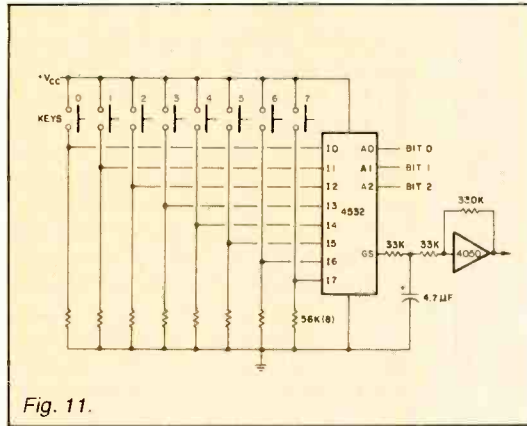 +VCC
0 1 2 3 4 5 6 7
KEYS
I0 A0 BIT 0
I1 A1 BIT 1
I2 A2 BIT 2
I3
4532
I4
I5
I6 GS 33K 33K 330K 4050
I7
4.7µF
56K(8)
Fig. 11.